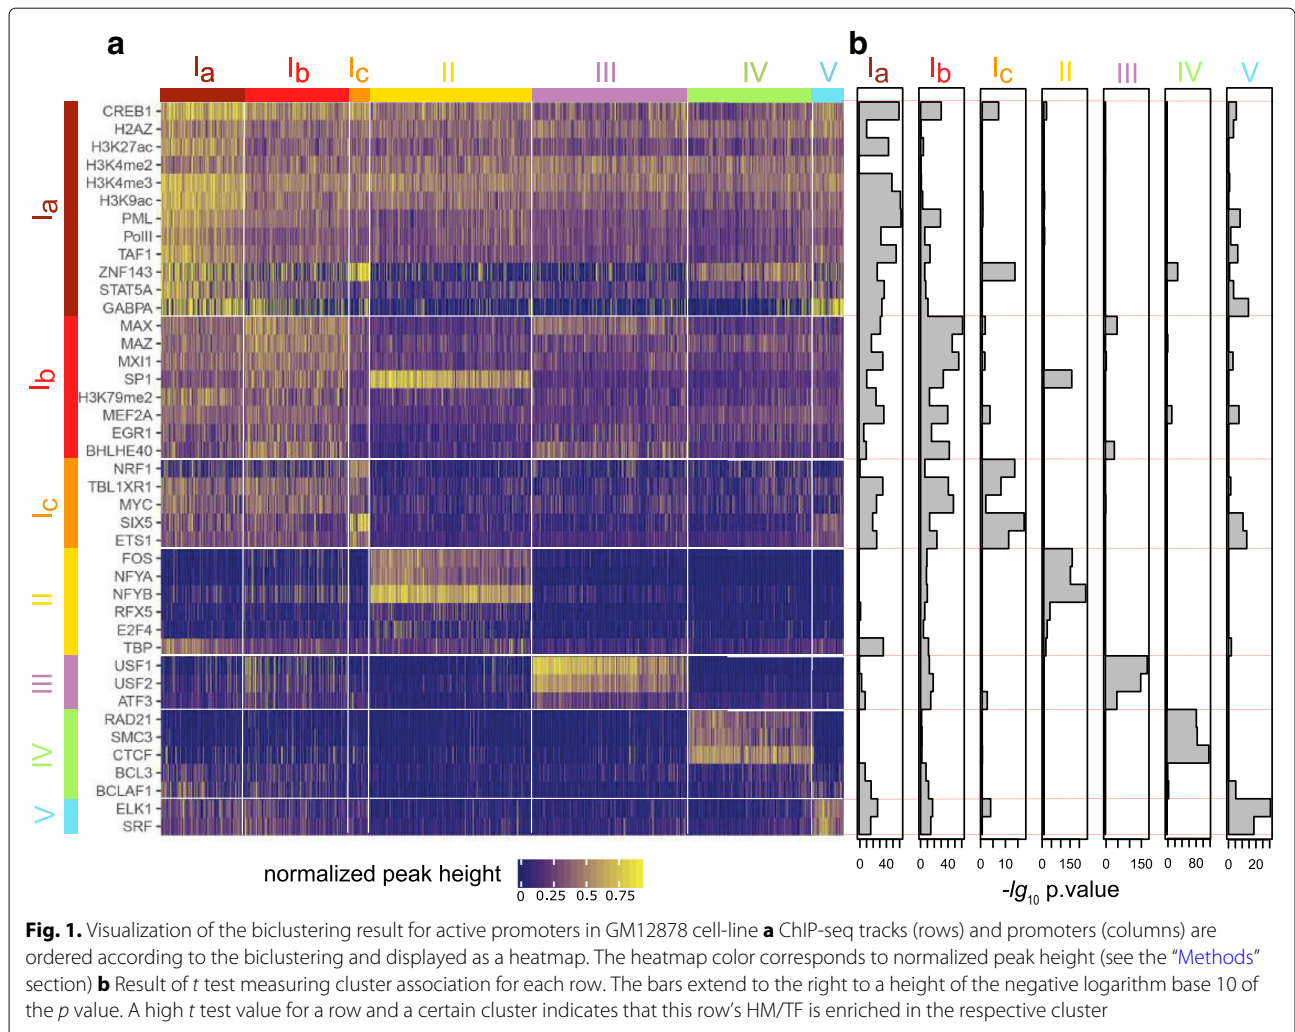 a
b
Ia
Ib
Ic
II
III
IV
V
Ia
Ib
Ic
II
III
IV
V
Ia
Ib
Ic
II
III
IV
V
CREB1
H2AZ
H3K27ac
H3K4me2
H3K4me3
H3K9ac
PML
PolII
TAF1
ZNF143
STAT5A
GABPA
MAX
MAZ
MXI1
SP1
H3K79me2
MEF2A
EGR1
BHLHE40
NRF1
TBL1XR1
MYC
SIX5
ETS1
FOS
NFYA
NFYB
RFX5
E2F4
TBP
USF1
USF2
ATF3
RAD21
SMC3
CTCF
BCL3
BCLAF1
ELK1
SRF
0 40
0 40
0 10
0 150
0 150
0 80
0 20
-lg10 p.value
normalized peak height
0 0.25 0.5 0.75
Fig. 1. Visualization of the biclustering result for active promoters in GM12878 cell-line a ChIP-seq tracks (rows) and promoters (columns) are
ordered according to the biclustering and displayed as a heatmap. The heatmap color corresponds to normalized peak height (see the “Methods”
section) b Result of t test measuring cluster association for each row. The bars extend to the right to a height of the negative logarithm base 10 of
the p value. A high t test value for a row and a certain cluster indicates that this row’s HM/TF is enriched in the respective cluster